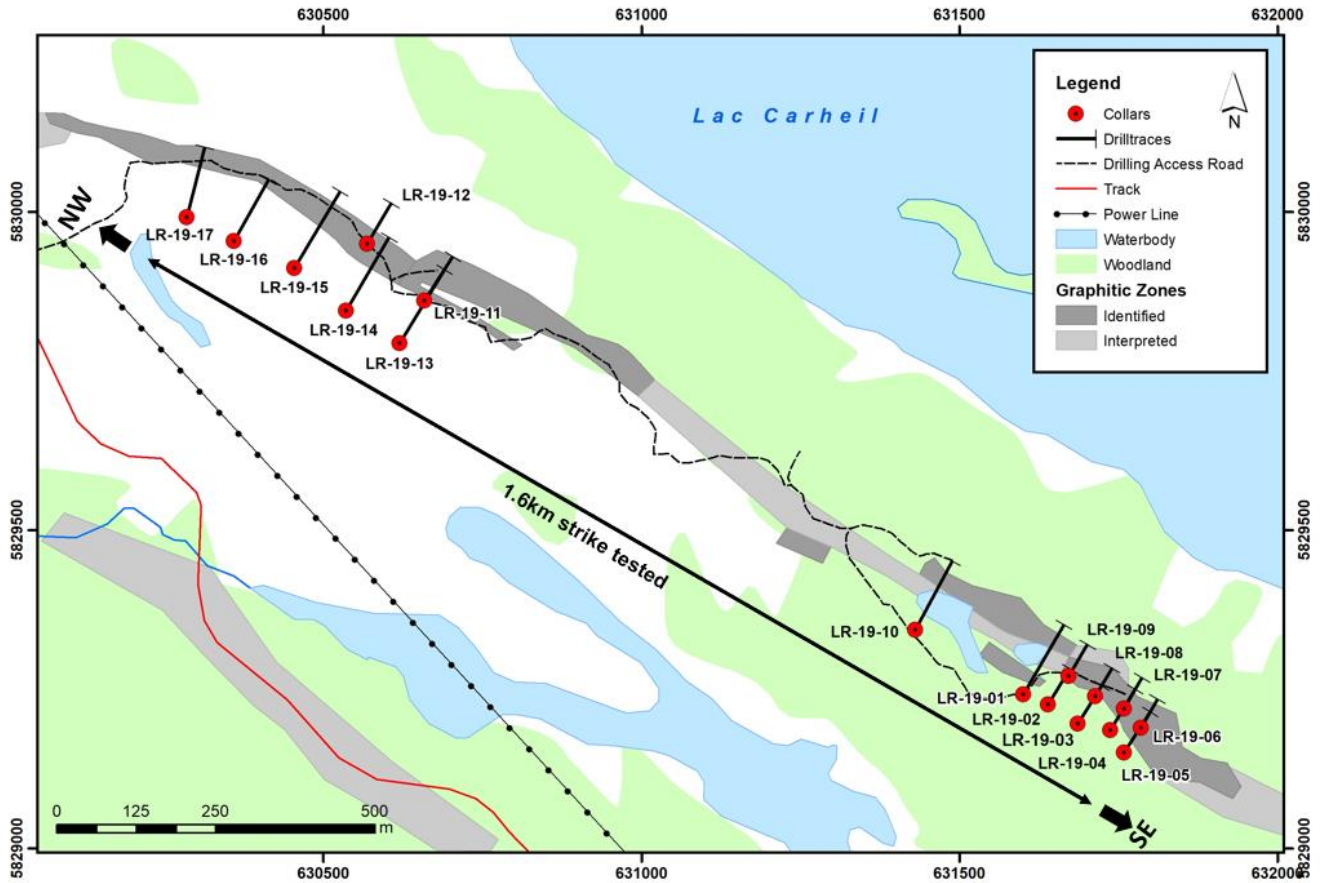 630500
631000
631500
632000
5830000
5829500
5829000
5830000
5829500
5829000
Lac Carheil
Legend
N
Collars
Drilltraces
Drilling Access Road
Track
Power Line
Waterbody
Woodland
Graphitic Zones
Identified
Interpreted
NW
LR-19-12
LR-19-17
LR-19-16
LR-19-15
LR-19-14
LR-19-11
LR-19-13
1.6km strike tested
LR-19-10
LR-19-09
LR-19-08
LR-19-07
LR-19-01
LR-19-02
LR-19-03
LR-19-06
LR-19-04
LR-19-05
SE
0 125 250 500
m
630500
631000
631500
632000